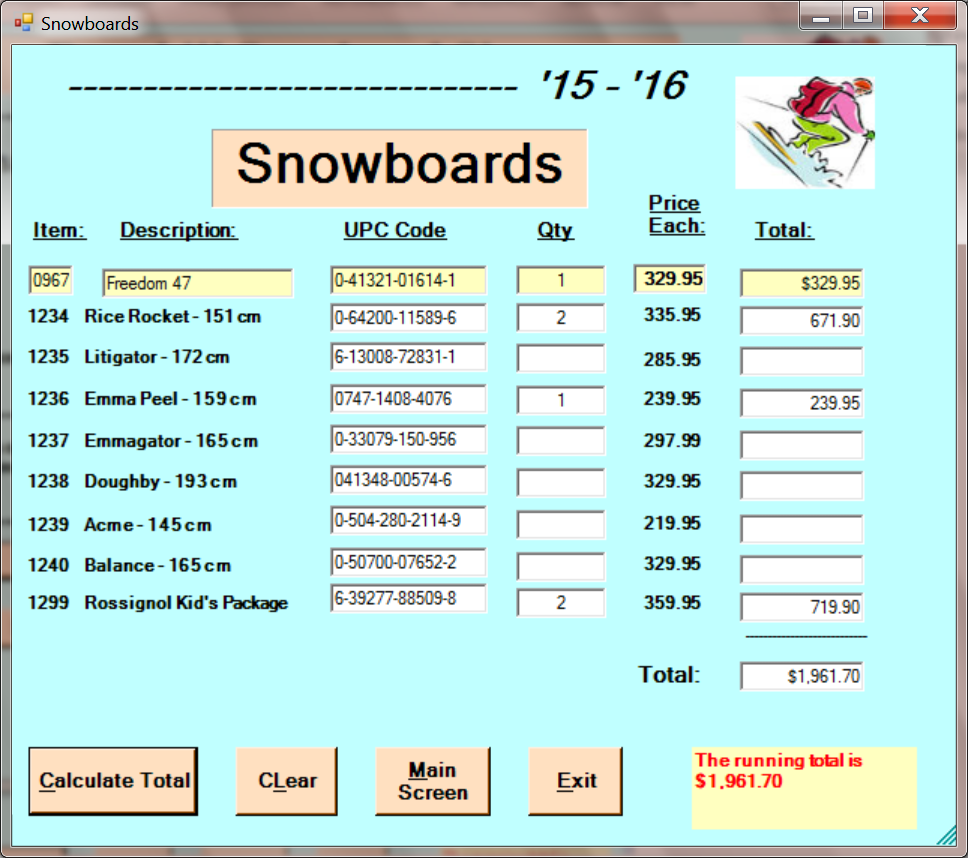 Snowboards
------------------------------ '15 - '16
Snowboards
Item: Description: UPC Code Qty Price Each: Total:
0967 Freedom 47 0-41321-01614-1 1 329.95 $329.95
1234 Rice Rocket - 151 cm 0-64200-11589-6 2 335.95 671.90
1235 Litigator - 172 cm 6-13008-72831-1 285.95
1236 Emma Peel - 159 cm 0747-1408-4076 1 239.95 239.95
1237 Emmagator - 165 cm 0-33079-150-956 297.99
1238 Doughby - 193 cm 041348-00574-6 329.95
1239 Acme - 145 cm 0-504-280-2114-9 219.95
1240 Balance - 165 cm 0-50700-07652-2 329.95
1299 Rossignol Kid's Package 6-39277-88509-8 2 359.95 719.90
------------------------------
Total: $1,961.70
Calculate Total CLear Main Screen Exit
The running total is
$1,961.70